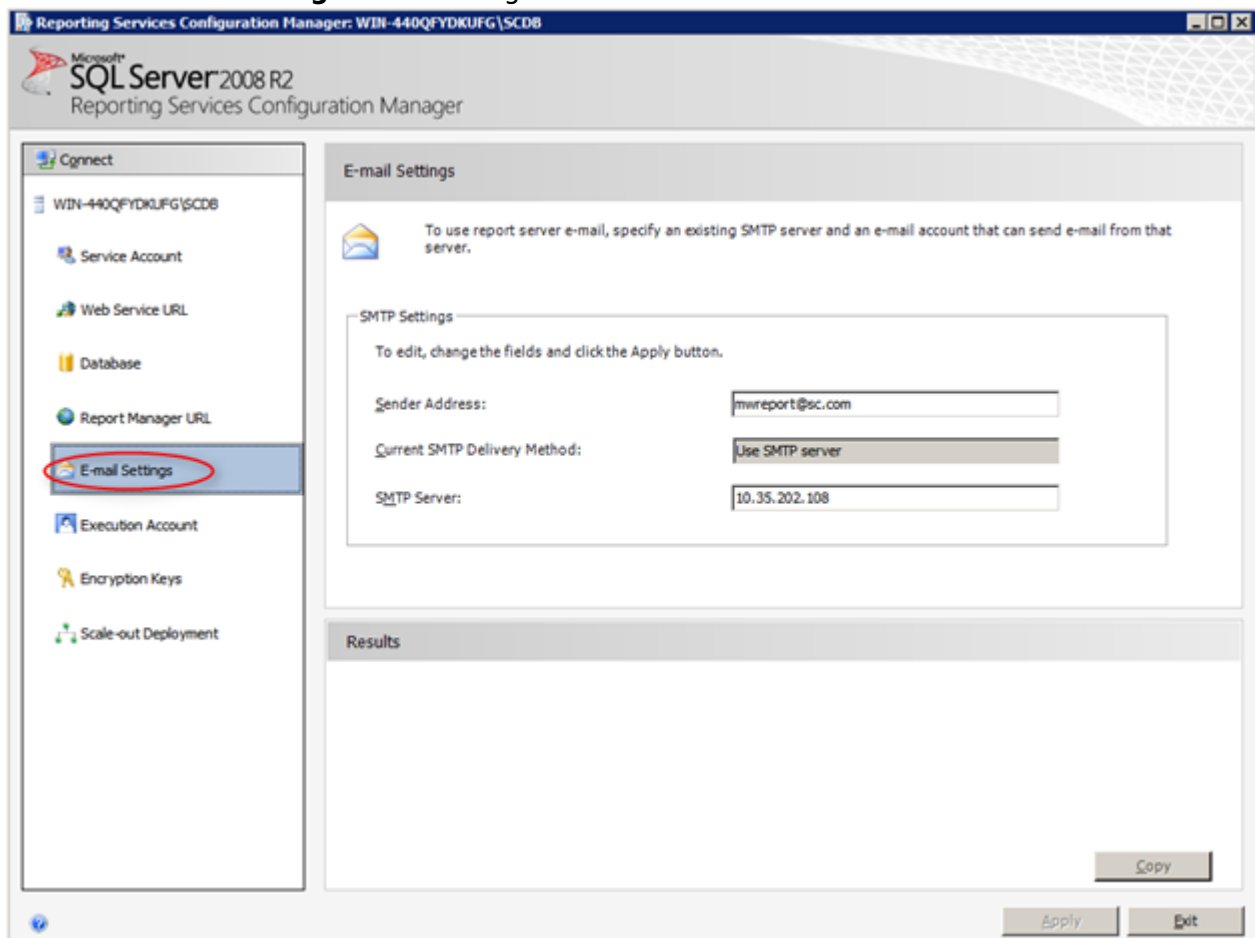 Reporting Services Configuration Manager: WIN-440QFYDKUFG\SCDB
Microsoft
SQL Server 2008 R2
Reporting Services Configuration Manager
Connect
WIN-440QFYDKUFG\SCDB
Service Account
Web Service URL
Database
Report Manager URL
E-mail Settings
Execution Account
Encryption Keys
Scale-out Deployment
E-mail Settings
To use report server e-mail, specify an existing SMTP server and an e-mail account that can send e-mail from that
server.
SMTP Settings
To edit, change the fields and click the Apply button.
Sender Address: mwreport@sc.com
Current SMTP Delivery Method: Use SMTP server
SMTP Server: 10.35.202.108
Results
Copy
Apply Exit